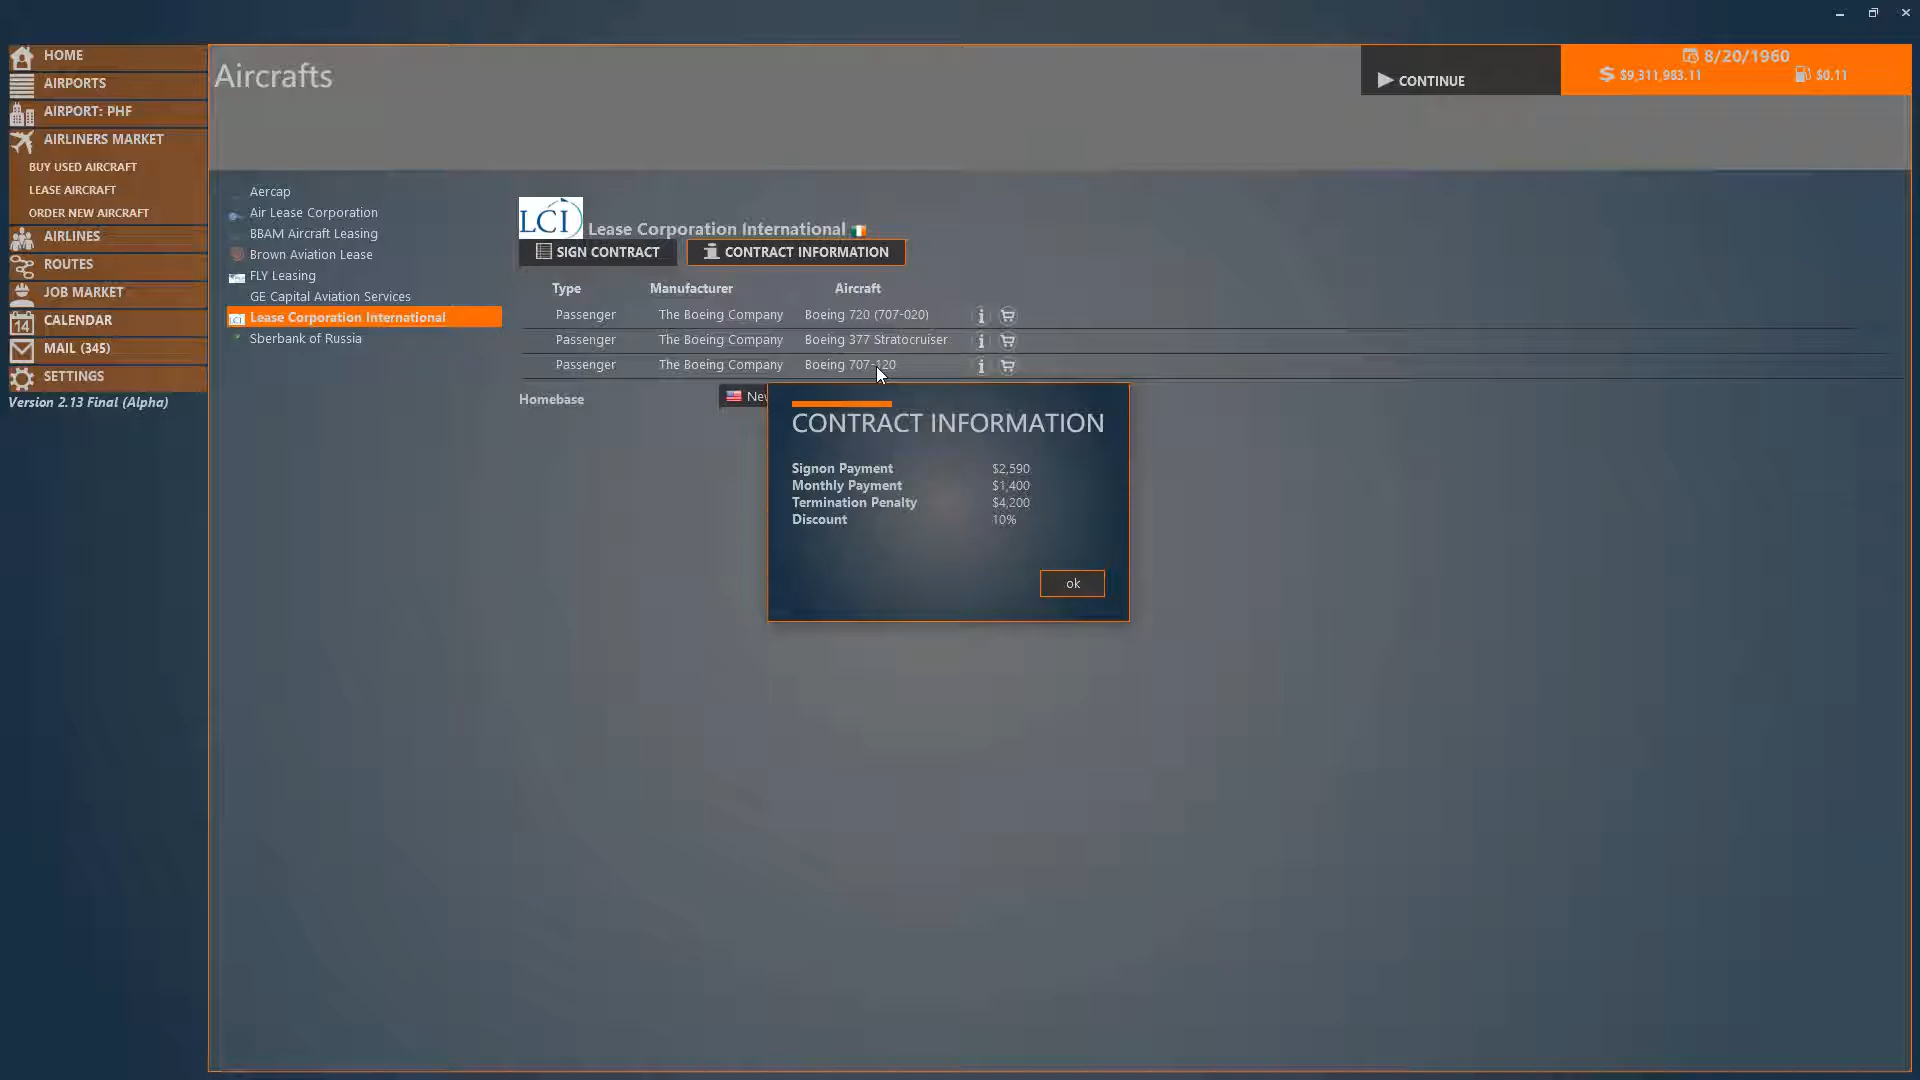 HOME
AIRPORTS
AIRPORT: PHF
AIRLINERS MARKET
BUY USED AIRCRAFT
LEASE AIRCRAFT
ORDER NEW AIRCRAFT
AIRLINES
ROUTES
JOB MARKET
14 CALENDAR
MAIL (345)
SETTINGS
Version 2.13 Final (Alpha)
Aircrafts
CONTINUE
8/20/1960
$9,311,983.11 $0.11
Aercap
Air Lease Corporation
BBAM Aircraft Leasing
Brown Aviation Lease
FLY Leasing
GE Capital Aviation Services
LCI Lease Corporation International
Sberbank of Russia
LCI Lease Corporation International
SIGN CONTRACT CONTRACT INFORMATION
Type Manufacturer Aircraft
Passenger The Boeing Company Boeing 720 (707-020)
Passenger The Boeing Company Boeing 377 Stratocruiser
Passenger The Boeing Company Boeing 707-120
Homebase
CONTRACT INFORMATION
Signon Payment $2,590
Monthly Payment $1,400
Termination Penalty $4,200
Discount 10%
ok